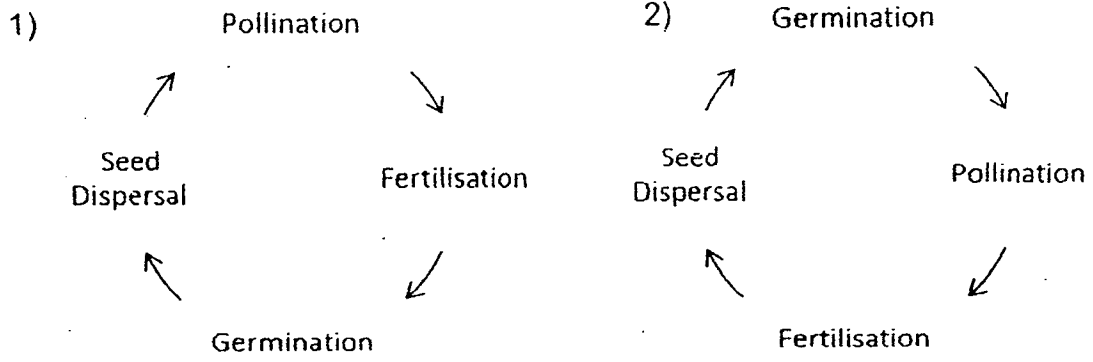 1)
Pollination
Seed
Dispersal
Fertilisation
Germination
2)
Germination
Seed
Dispersal
Pollination
Fertilisation